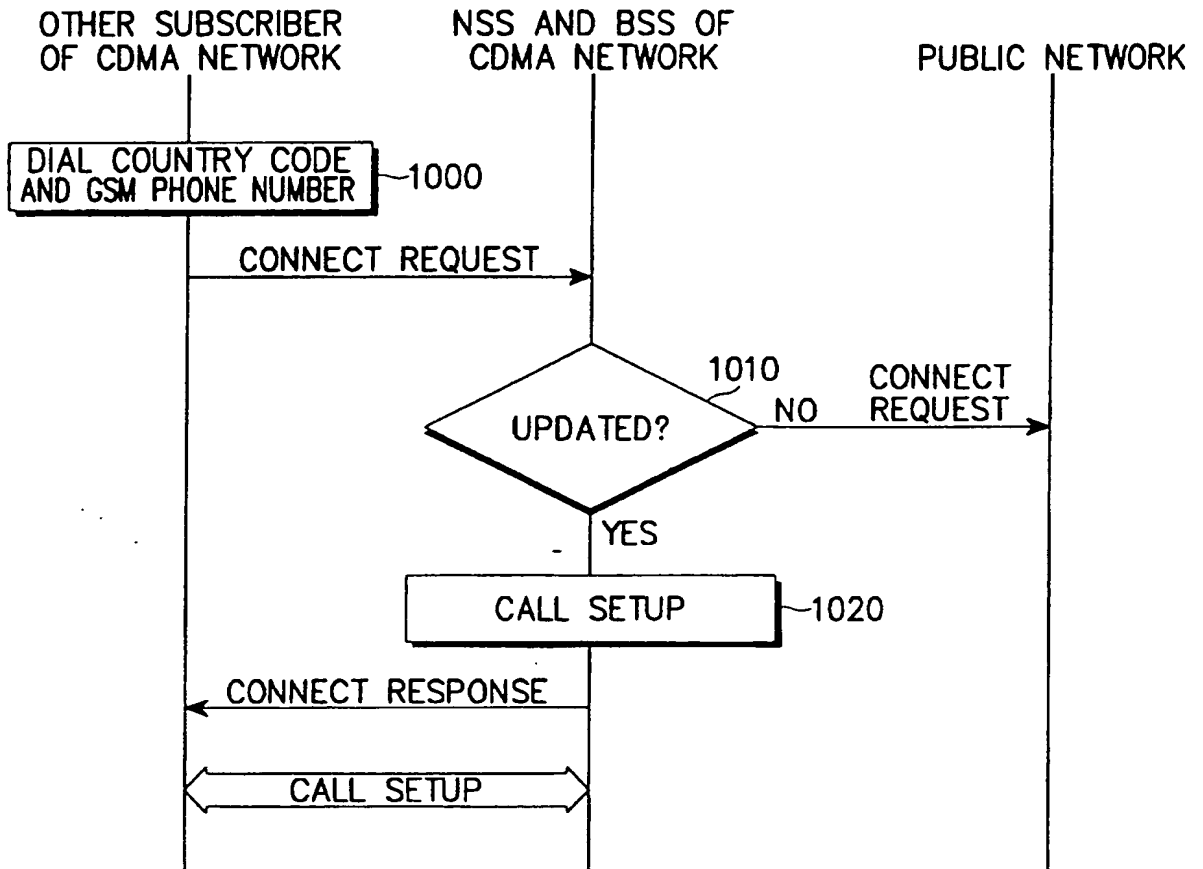 OTHER SUBSCRIBER
OF CDMA NETWORK
NSS AND BSS OF
CDMA NETWORK
PUBLIC NETWORK
DIAL COUNTRY CODE
AND GSM PHONE NUMBER
1000
CONNECT REQUEST
1010
UPDATED?
NO
CONNECT
REQUEST
YES
CALL SETUP
1020
CONNECT RESPONSE
CALL SETUP